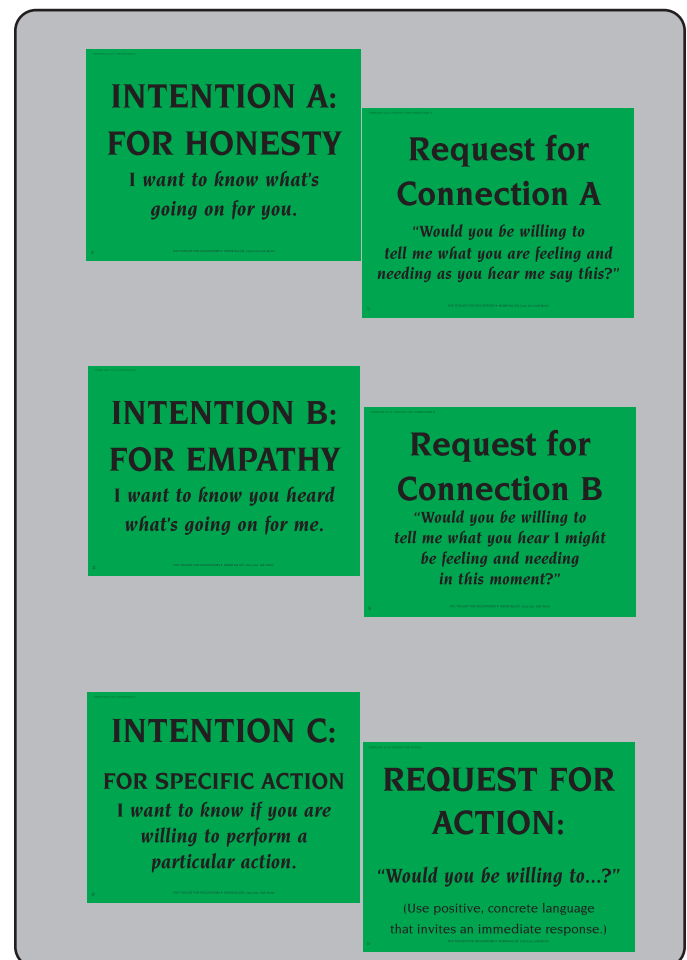 INTENTION A:
FOR HONESTY
I want to know what's
going on for you.
Request for
Connection A
“Would you be willing to
tell me what you are feeling and
needing as you hear me say this?”
INTENTION B:
FOR EMPATHY
I want to know you heard
what's going on for me.
Request for
Connection B
“Would you be willing to
tell me what you hear I might
be feeling and needing
in this moment?”
INTENTION C:
FOR SPECIFIC ACTION
I want to know if you are
willing to perform a
particular action.
REQUEST FOR
ACTION:
“Would you be willing to...?”
(Use positive, concrete language
that invites an immediate response.)